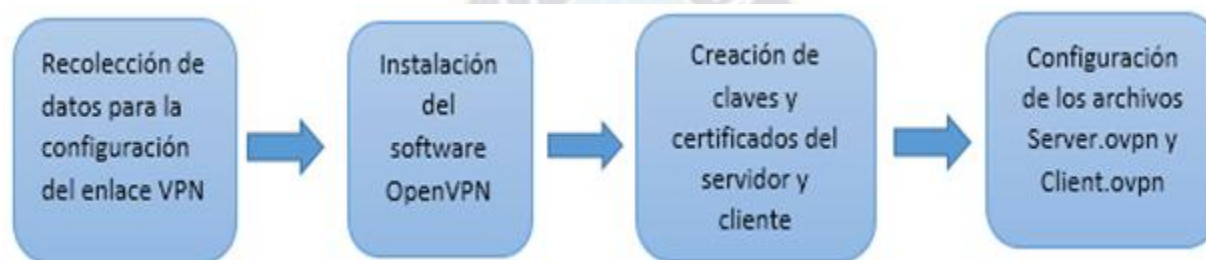 Recolección de
datos para la
configuración
del enlace VPN
Instalación
del
software
OpenVPN
Creación de
claves y
certificados del
servidor y
cliente
Configuración
de los archivos
Server.ovpn y
Client.ovpn